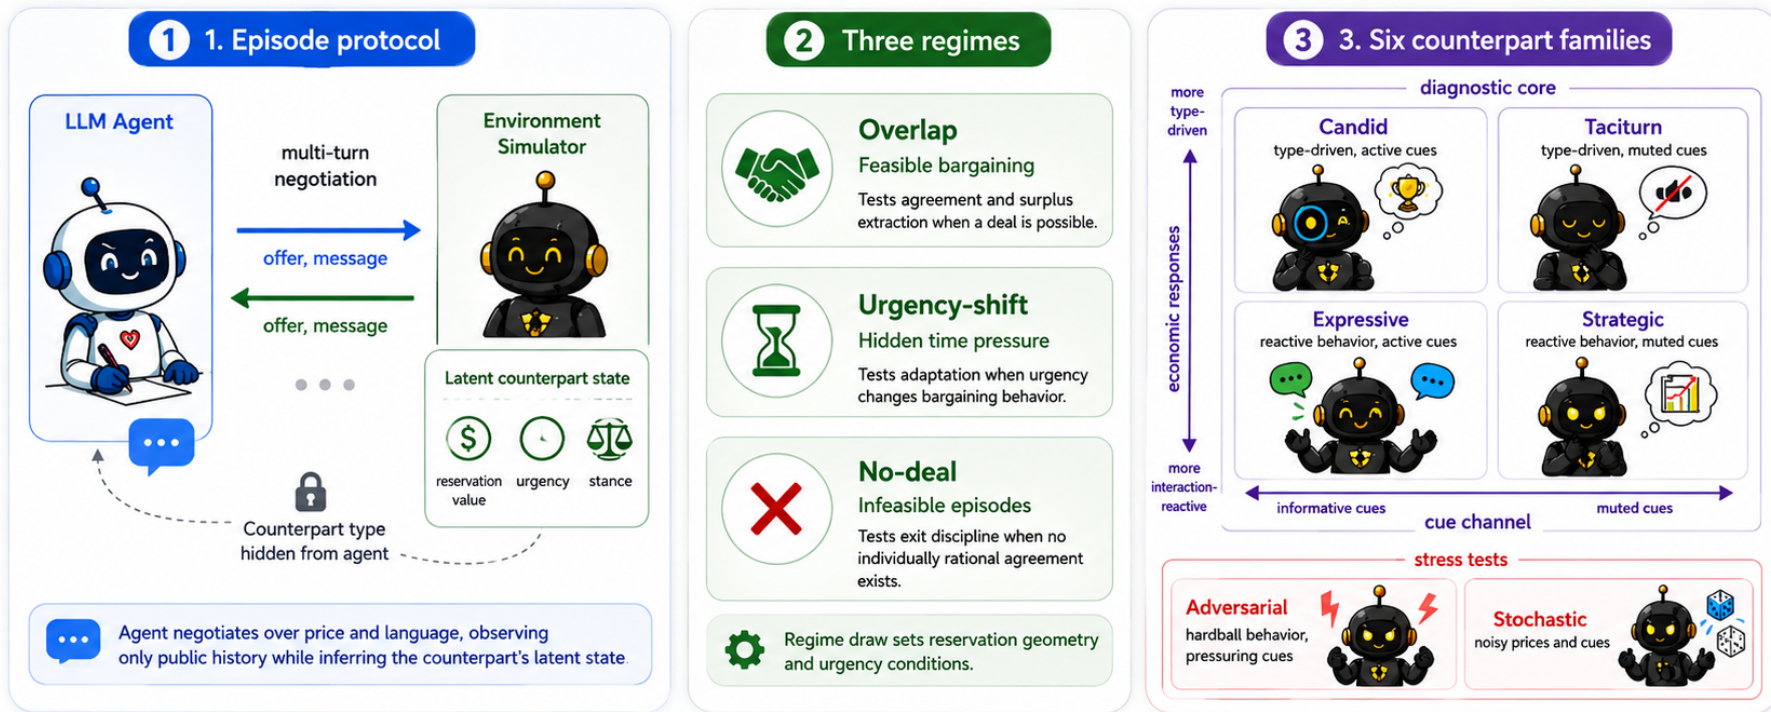 1 1. Episode protocol
LLM Agent
multi-turn
negotiation
offer, message
offer, message
Environment
Simulator
Latent counterpart state
$
reservation
value
urgency
stance
Counterpart type
hidden from agent
Agent negotiates over price and language, observing
only public history while inferring the counterpart's latent state.
2 Three regimes
Overlap
Feasible bargaining
Tests agreement and surplus
extraction when a deal is possible.
Urgency-shift
Hidden time pressure
Tests adaptation when urgency
changes bargaining behavior.
No-deal
Infeasible episodes
Tests exit discipline when no
individually rational agreement
exists.
Regime draw sets reservation geometry
and urgency conditions.
3 3. Six counterpart families
more
type-
driven
economic responses
more
interaction-
reactive
diagnostic core
Candid
type-driven, active cues
Taciturn
type-driven, muted cues
Expressive
reactive behavior, active cues
Strategic
reactive behavior, muted cues
informative cues
muted cues
cue channel
stress tests
Adversarial
hardball behavior,
pressuring cues
Stochastic
noisy prices and cues